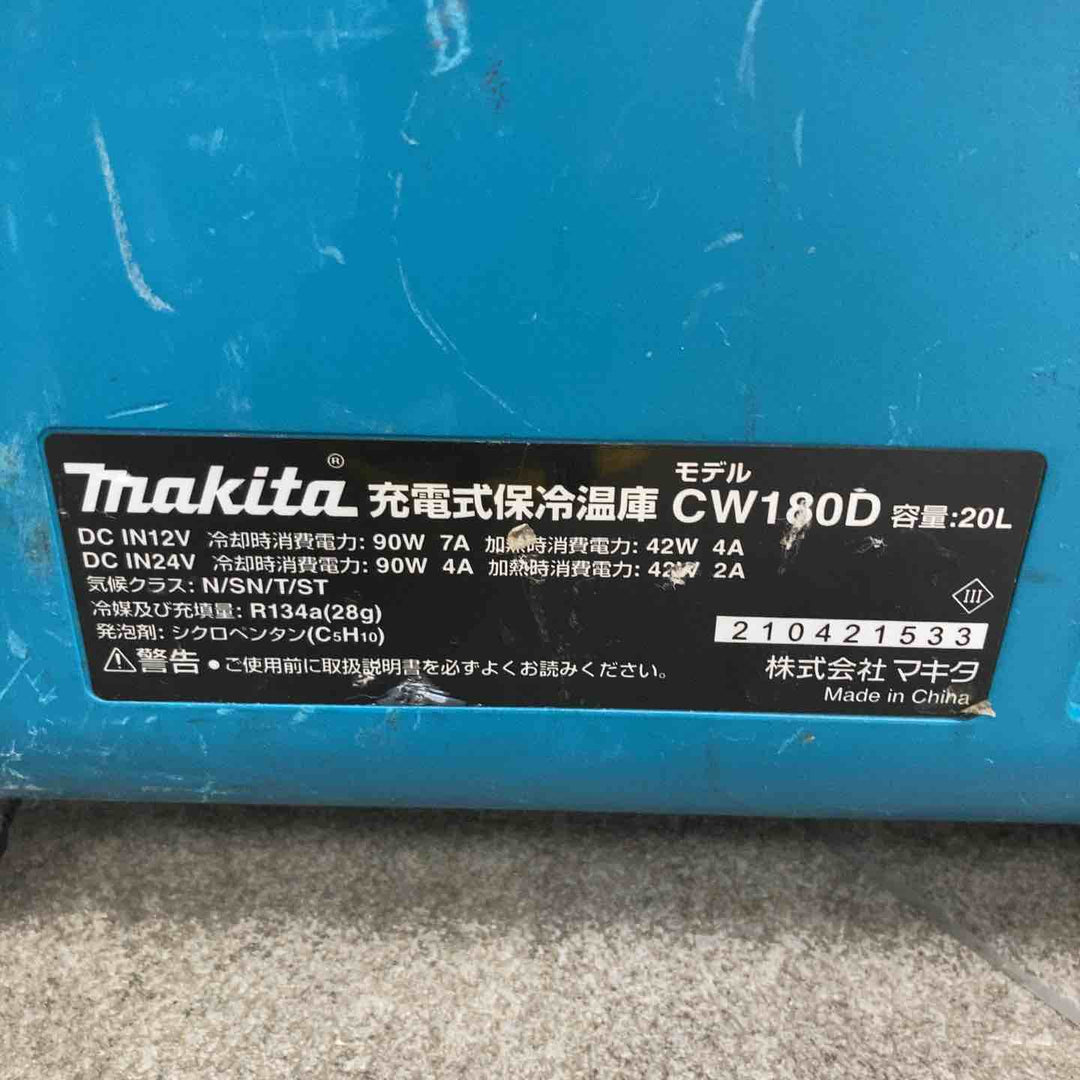 makita® 充電式保冷温庫 モデル CW180D 容量:20L
DC IN12V 冷却時消費電力: 90W 7A 加熱時消費電力: 42W 4A
DC IN24V 冷却時消費電力: 90W 4A 加熱時消費電力: 42W 2A
気候クラス: N/SN/T/ST
冷媒及び充填量: R134a(28g)
発泡剤: シクロペンタン(C₅H₁₀)
⚠警告 ●ご使用前に取扱説明書を必ずよくお読みください。
III
210421533
株式会社 マキタ
Made in China